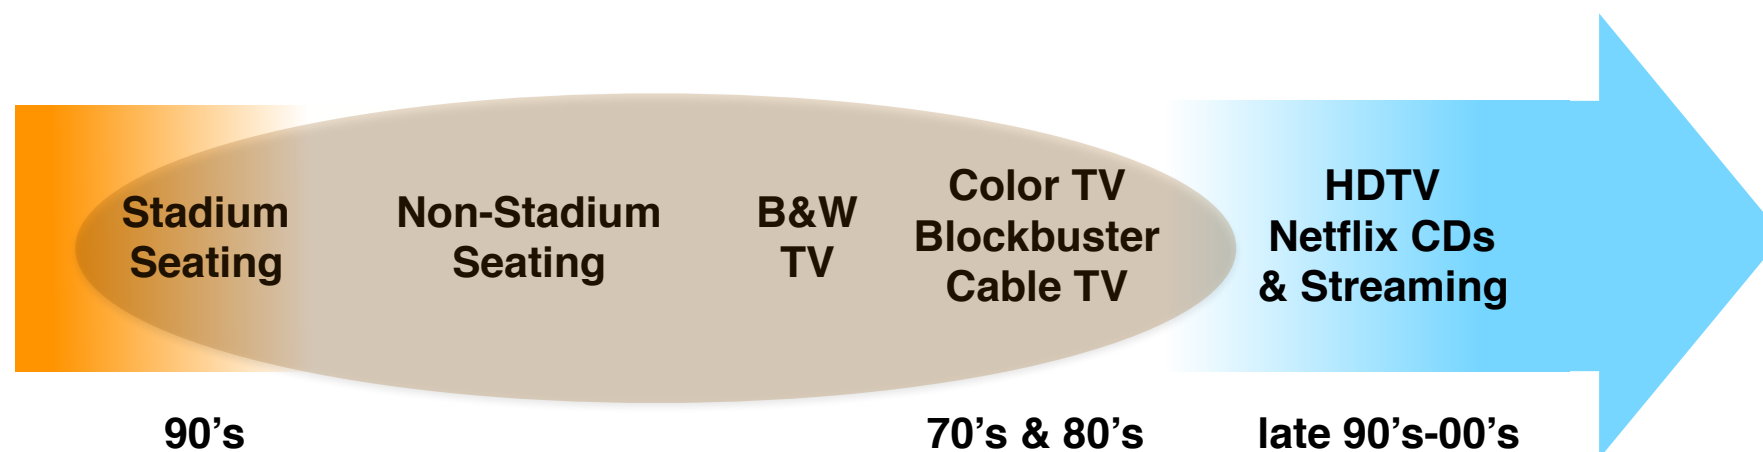 Stadium
Seating
Non-Stadium
Seating
B&W
TV
Color TV
Blockbuster
Cable TV
HDTV
Netflix CDs
& Streaming
90’s
70’s & 80’s
late 90’s-00’s